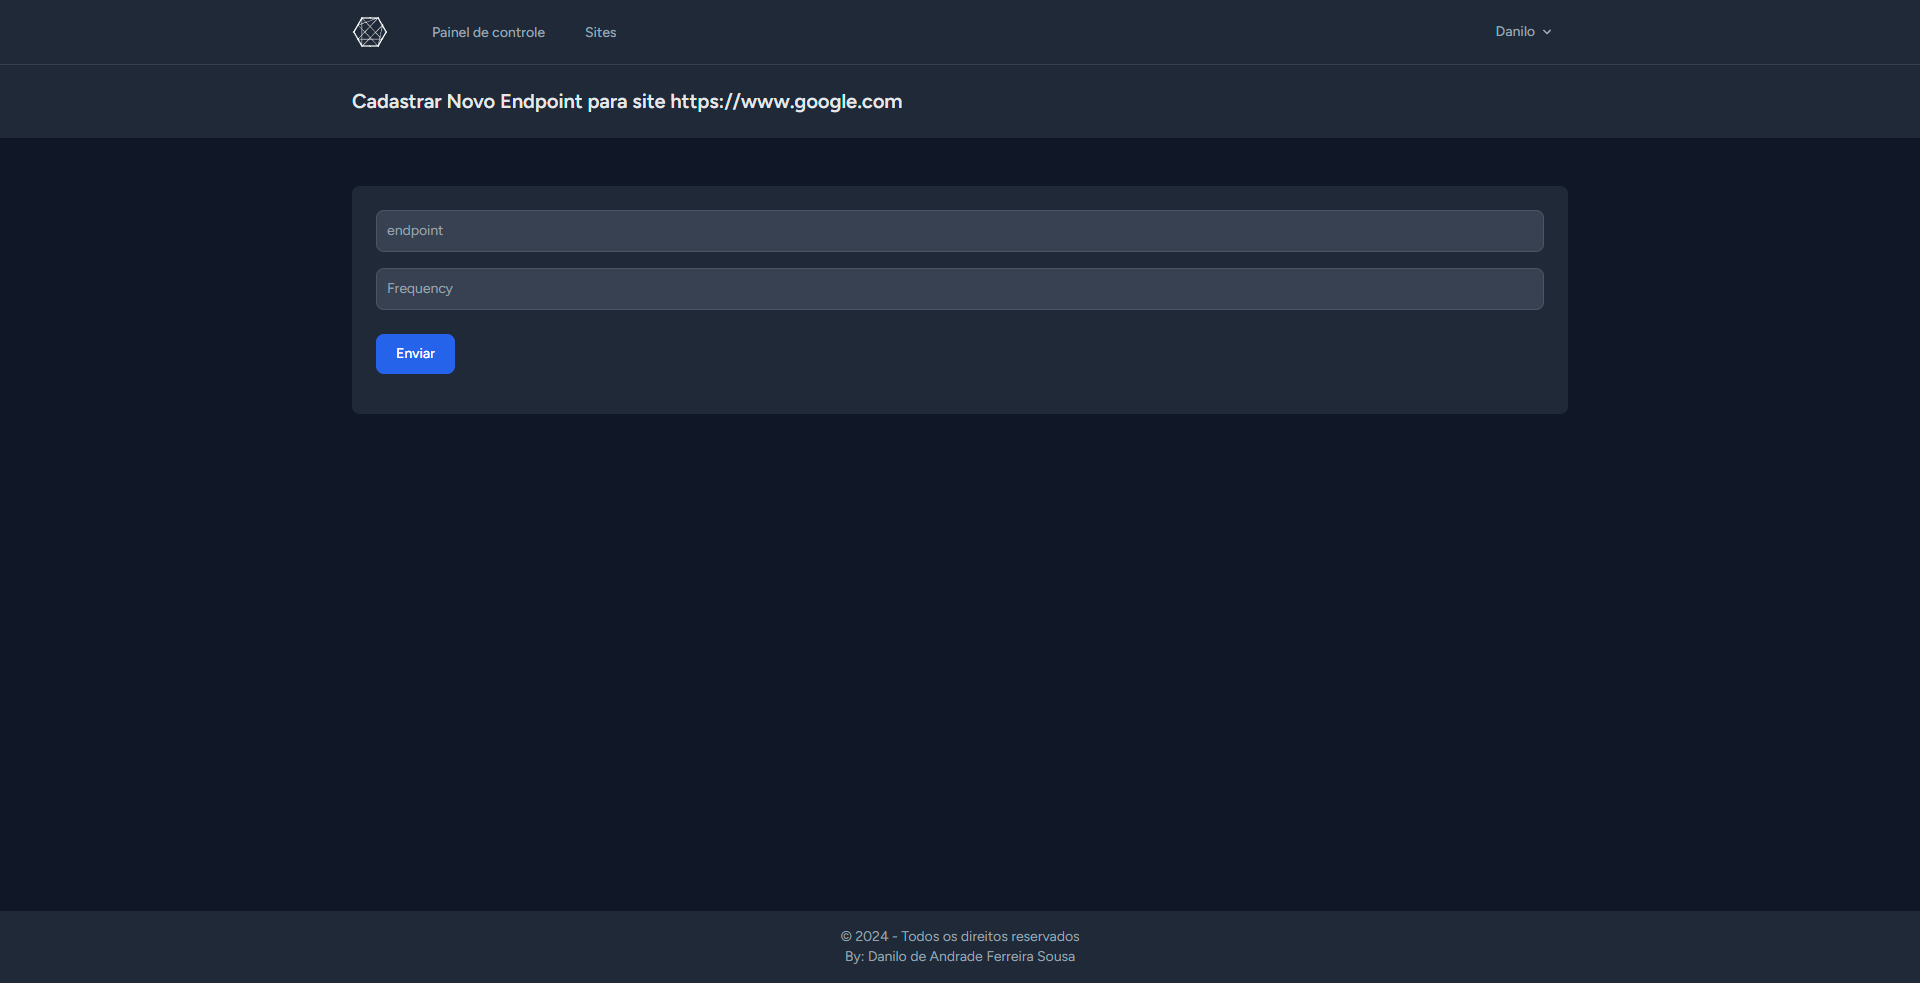 Painel de controle
Sites
Danilo
Cadastrar Novo Endpoint para site https://www.google.com
endpoint
Frequency
Enviar
© 2024 - Todos os direitos reservados
By: Danilo de Andrade Ferreira Sousa